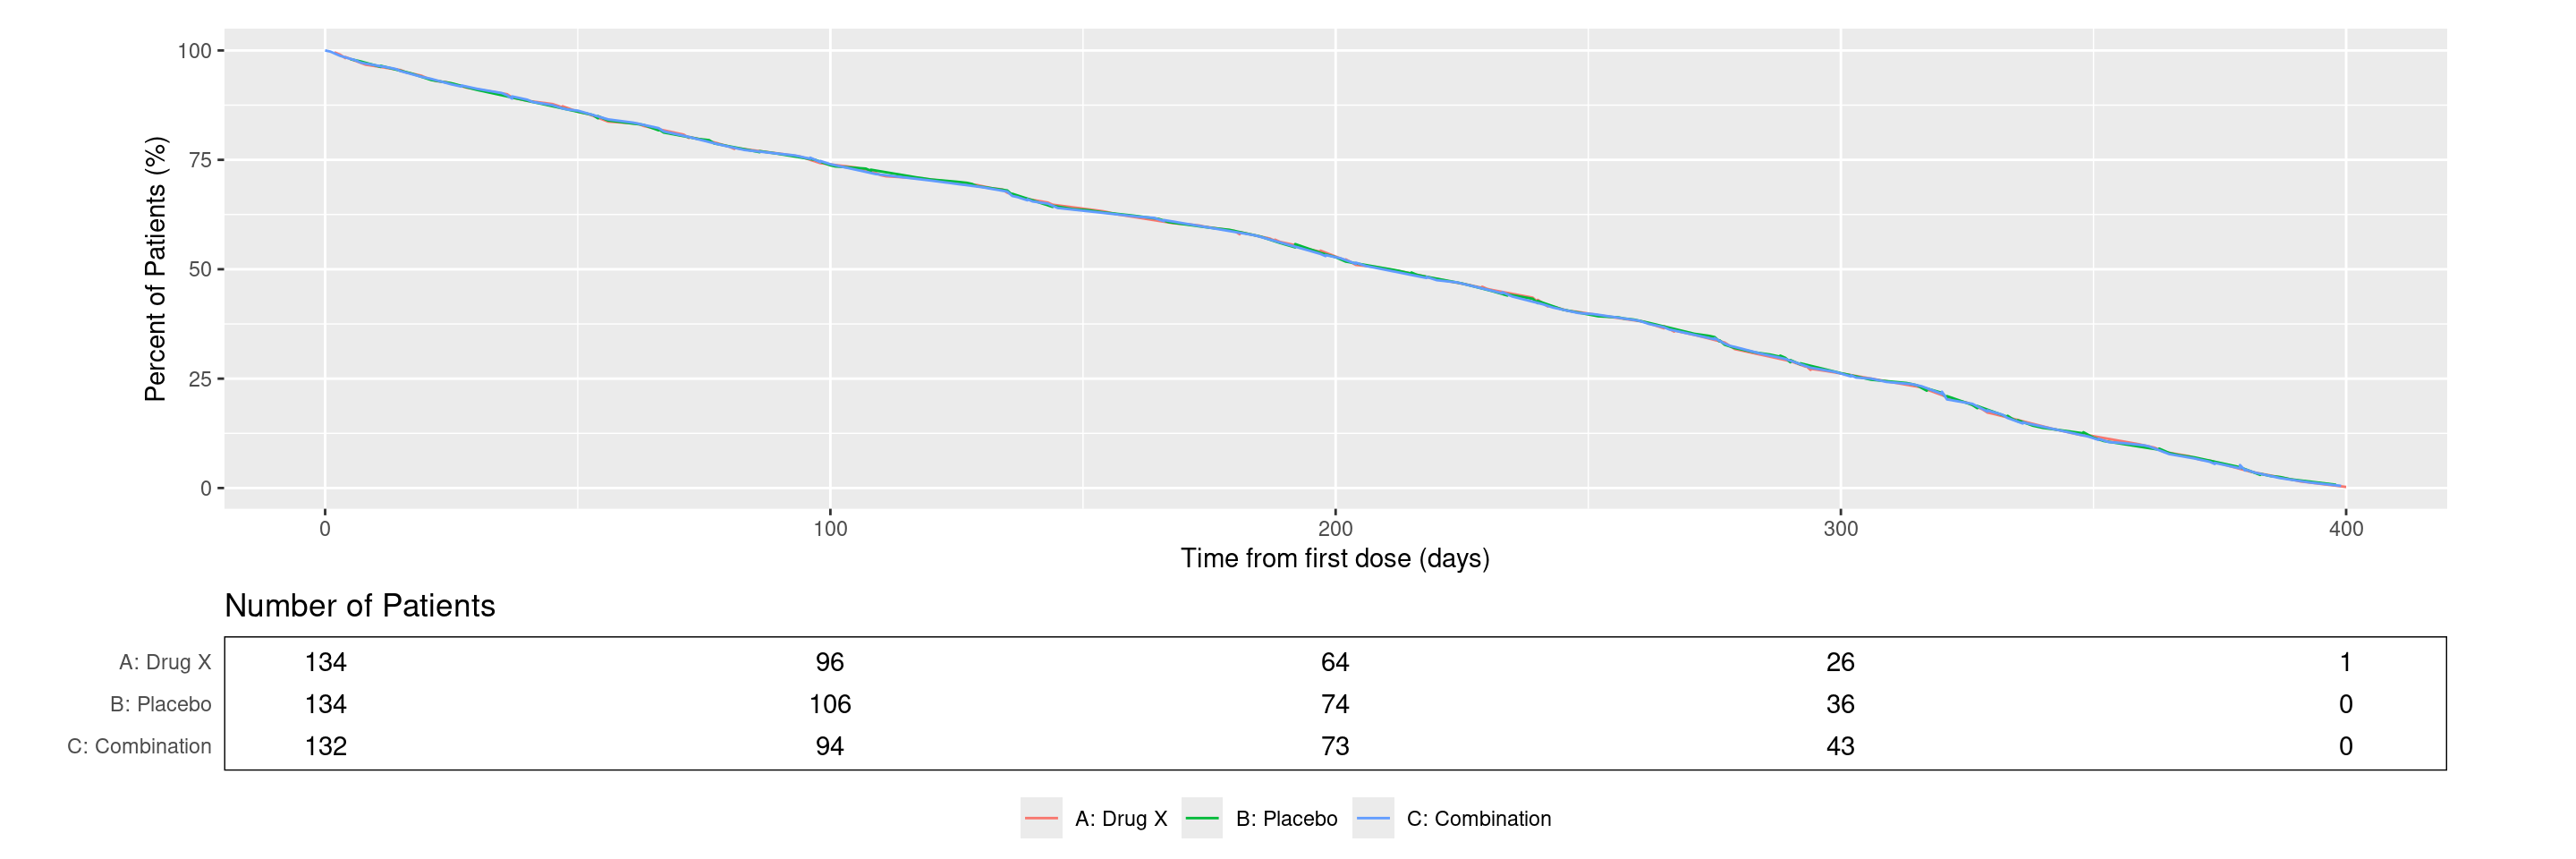 Percent of Patients (%)
100
75
50
25
0
0 100 200 300 400
Time from first dose (days)
Number of Patients
A: Drug X 134 96 64 26 1
B: Placebo 134 106 74 36 0
C: Combination 132 94 73 43 0
A: Drug X B: Placebo C: Combination